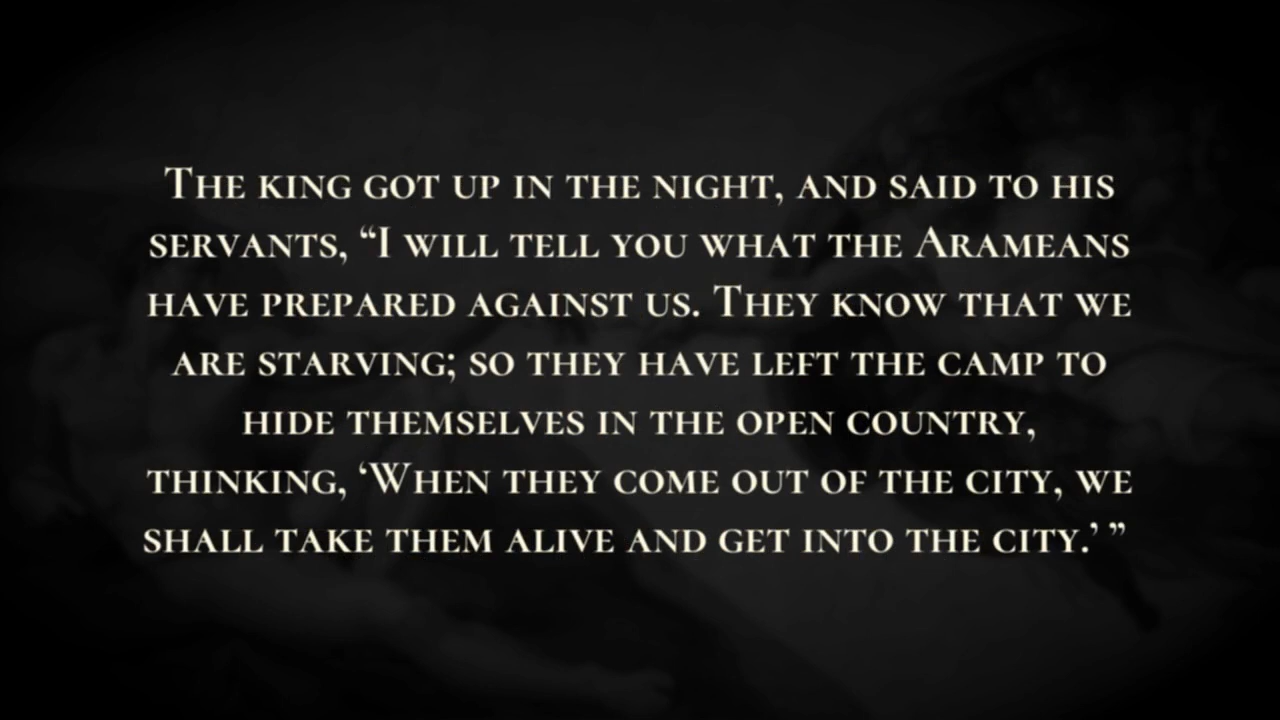 The king got up in the night, and said to his
servants, “I will tell you what the Arameans
have prepared against us. They know that we
are starving; so they have left the camp to
hide themselves in the open country,
thinking, ‘When they come out of the city, we
shall take them alive and get into the city.’ ”